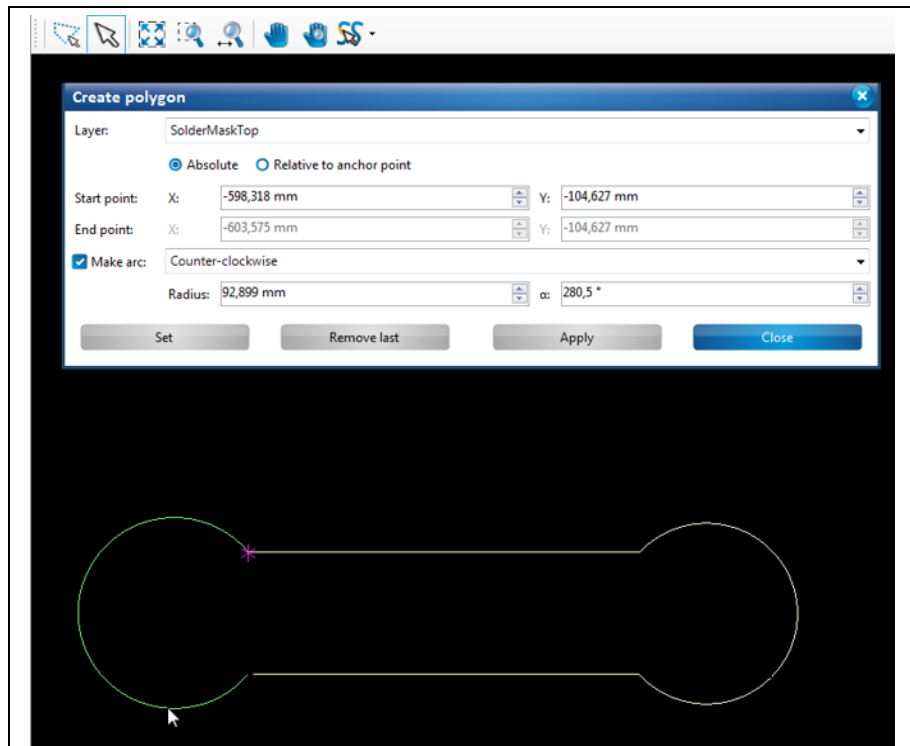 Create polygon
Layer: SolderMaskTop
Absolute Relative to anchor point
Start point: X: -598,318 mm Y: -104,627 mm
End point: X: -603,575 mm Y: -104,627 mm
Make arc: Counter-clockwise
Radius: 92,899 mm α: 280,5 °
Set Remove last Apply Close